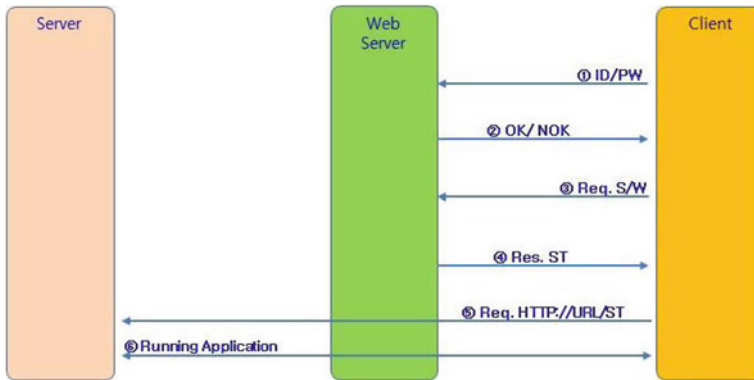 Server
Web
Server
Client
① ID/PW
② OK/ NOK
③ Req. S/W
④ Res. ST
⑤ Req. HTTP://URL/ST
⑥ Running Application